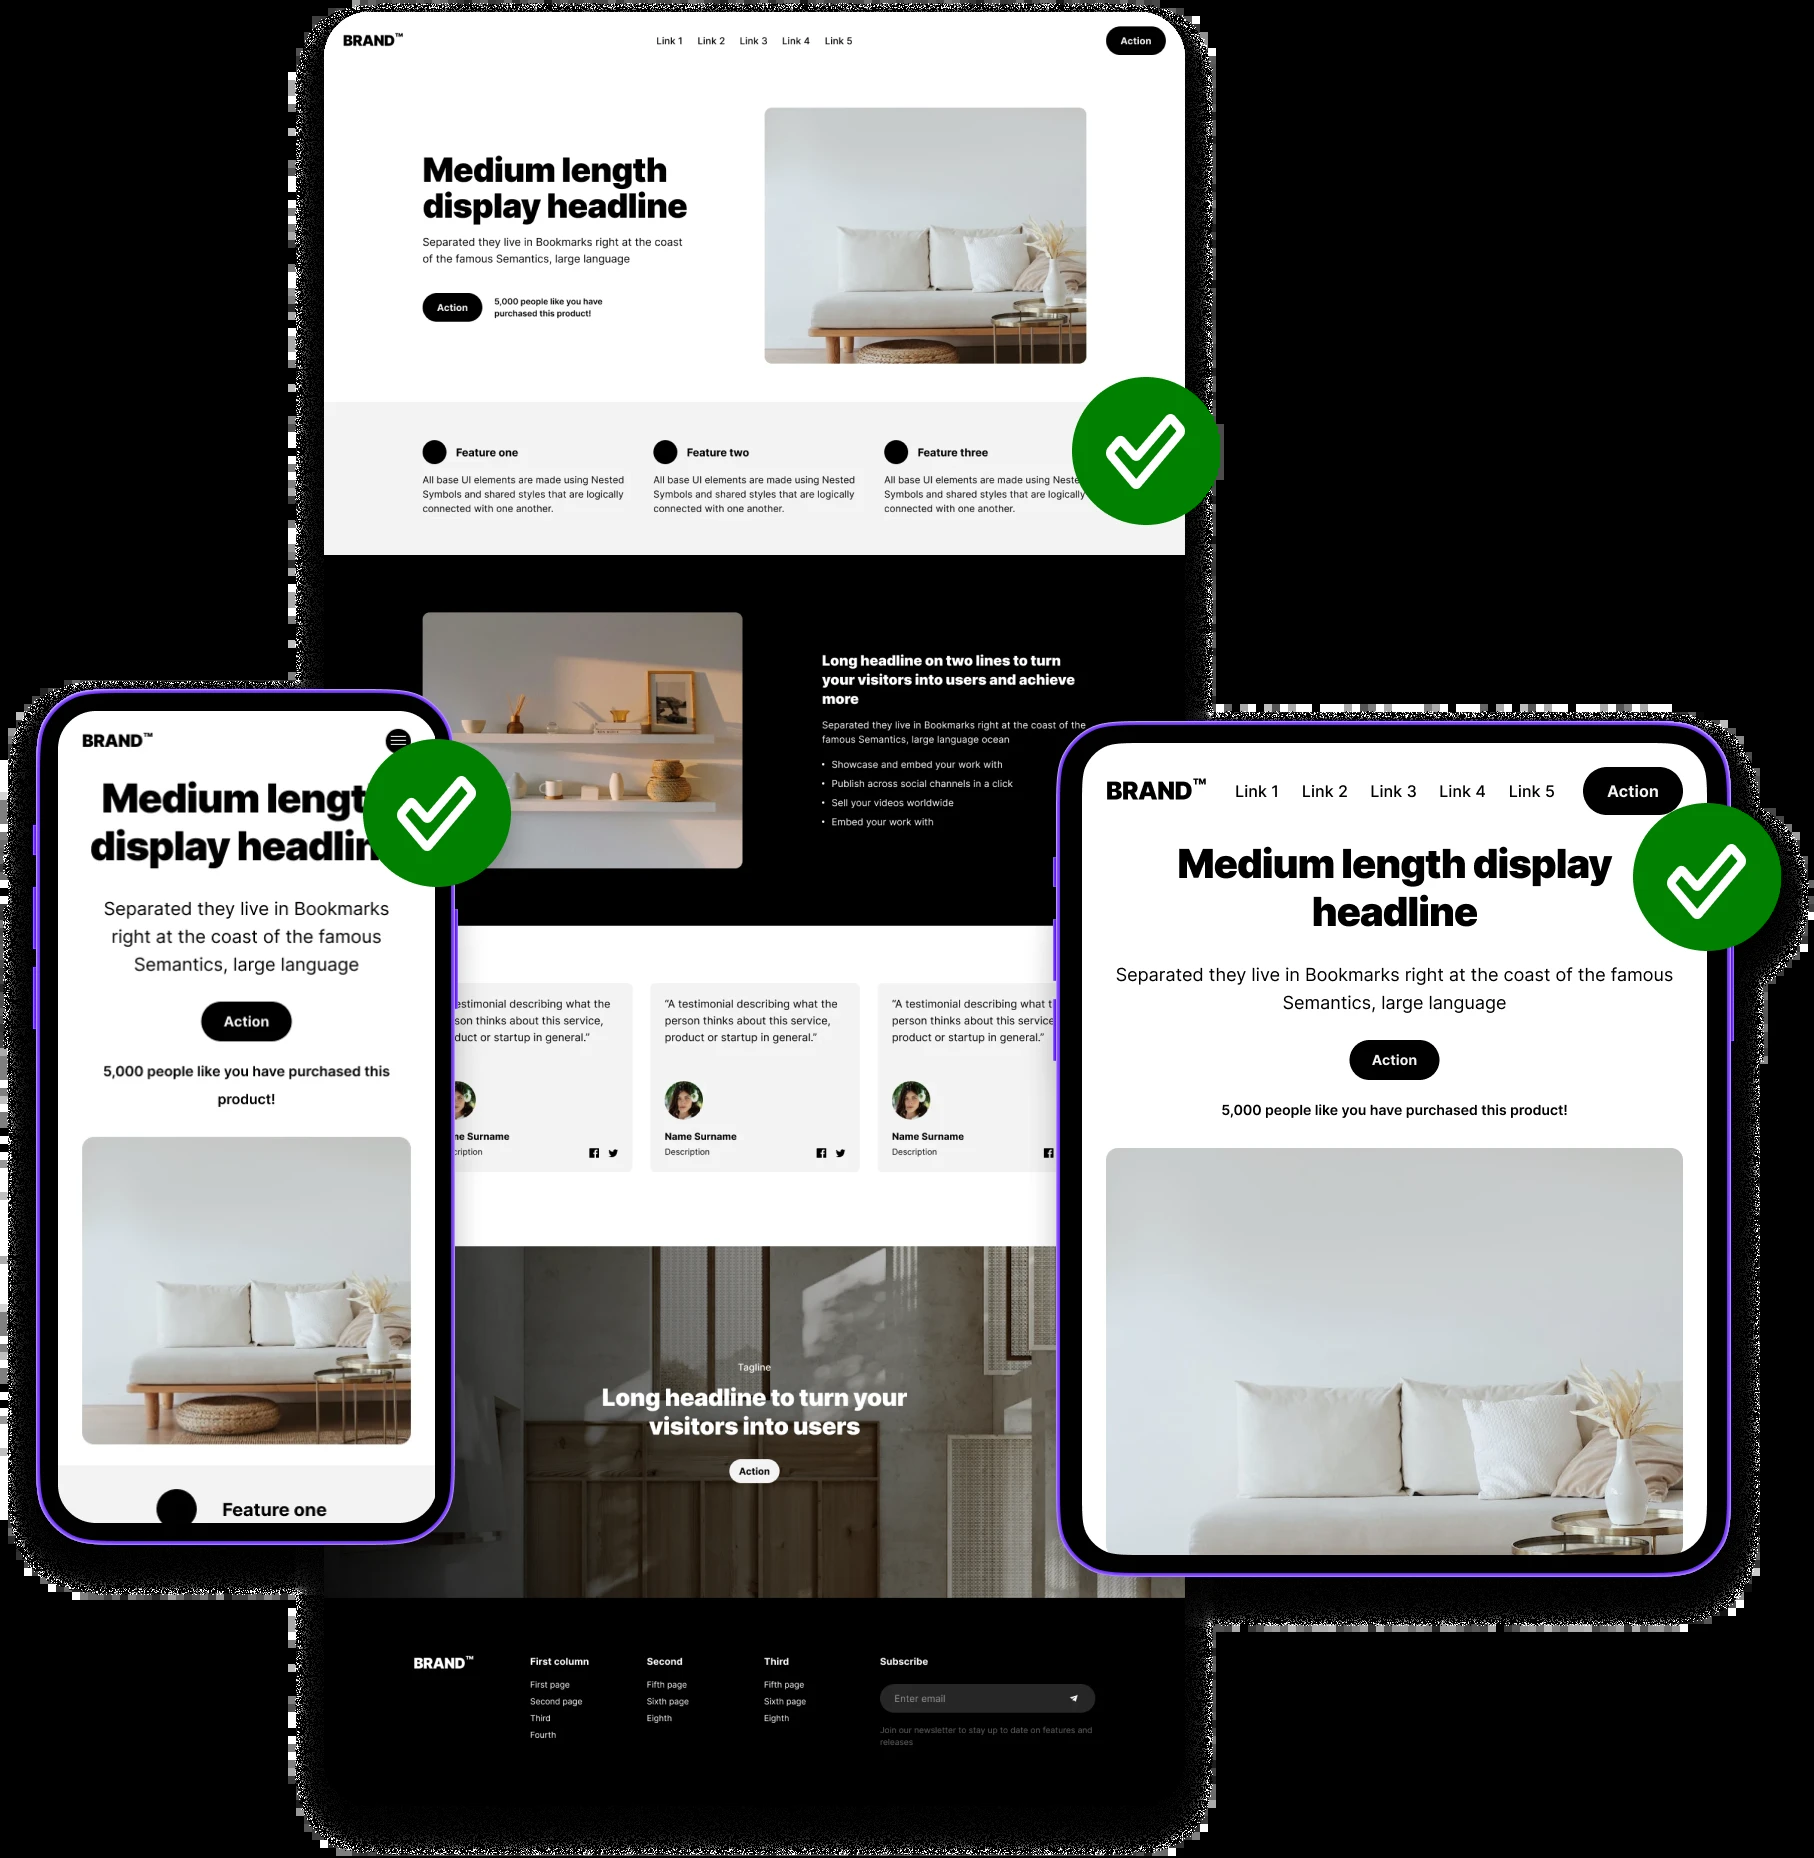 BRAND™
Link 1 Link 2 Link 3 Link 4 Link 5
Action
Medium length
display headline
Separated they live in Bookmarks right at the coast
of the famous Semantics, large language
Action
5,000 people like you have
purchased this product!
Feature one
All base UI elements are made using Nested
Symbols and shared styles that are logically
connected with one another.
Feature two
All base UI elements are made using Nested
Symbols and shared styles that are logically
connected with one another.
Feature three
All base UI elements are made using Neste
Symbols and shared styles that are logically
connected with one another.
Long headline on two lines to turn
your visitors into users and achieve
more
Separated they live in Bookmarks right at the coast of the
famous Semantics, large language ocean
• Showcase and embed your work with
• Publish across social channels in a click
• Sell your videos worldwide
• Embed your work with
BRAND™
Medium lengt
display headlin
Separated they live in Bookmarks
right at the coast of the famous
Semantics, large language
Action
5,000 people like you have purchased this
product!
Feature one
BRAND™
Link 1 Link 2 Link 3 Link 4 Link 5
Action
Medium length display
headline
Separated they live in Bookmarks right at the coast of the famous
Semantics, large language
Action
5,000 people like you have purchased this product!
estimonial describing what the
son thinks about this service,
duct or startup in general.”
ne Surname
cription
“A testimonial describing what the
person thinks about this service,
product or startup in general.”
Name Surname
Description
“A testimonial describing what t
person thinks about this service
product or startup in general.”
Name Surname
Description
Tagline
Long headline to turn your
visitors into users
Action
BRAND™
First column
First page
Second page
Third
Fourth
Second
Fifth page
Sixth page
Eighth
Third
Fifth page
Sixth page
Eighth
Subscribe
Enter email
Join our newsletter to stay up to date on features and
releases